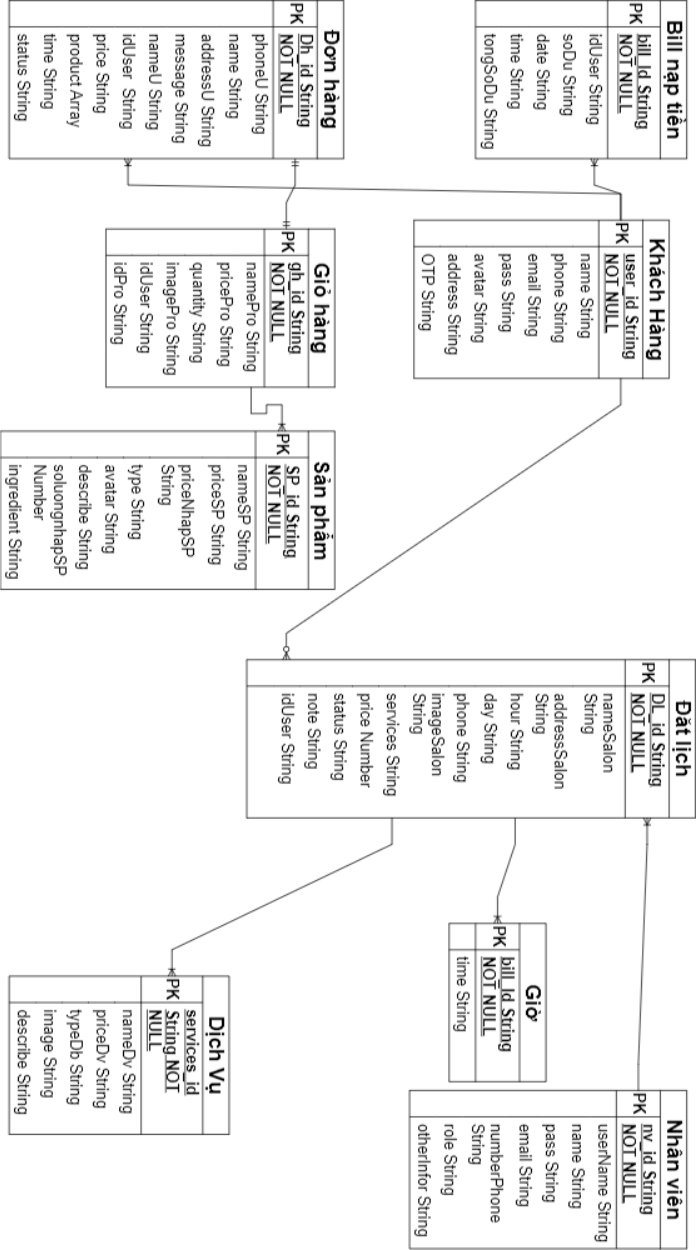 Bill nạp tiền
PK
bill_Id String
NOT NULL
idUser String
soDu String
date String
time String
tongSoDu String
Khách Hàng
PK
user_id String
NOT NULL
name String
phone String
email String
pass String
avatar String
address String
OTP String
Đơn hàng
PK
Dh_id String
NOT NULL
phoneU String
name String
addressU String
message String
nameU String
idUser String
price String
product Array
time String
status String
Giỏ hàng
PK
gh_id String
NOT NULL
namePro String
pricePro String
quantity String
imagePro String
idUser String
idPro String
Sản phẩm
PK
SP_id String
NOT NULL
nameSP String
priceSP String
priceNhapSP
String
type String
avatar String
describe String
soluongnhapSP
Number
ingredient String
Đặt lịch
PK
DL_id String
NOT NULL
nameSalon
String
addressSalon
String
hour String
day String
phone String
imageSalon
String
services String
price Number
status String
note String
idUser String
Giờ
PK
bill_Id String
NOT NULL
time String
Nhân viên
PK
nv_id String
NOT NULL
userName String
name String
pass String
email String
numberPhone
String
role String
otherInfor String
Dịch Vụ
PK
services_id
String NOT
NULL
nameDv String
priceDv String
typeDb String
image String
describe String